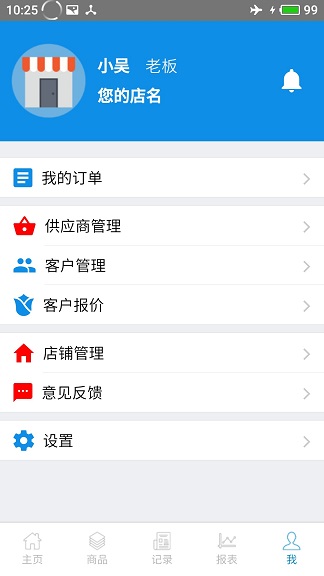 10:25
99
小吴 老板
您的店名
我的订单
供应商管理
客户管理
客户报价
店铺管理
意见反馈
设置
主页 商品 记录 报表 我